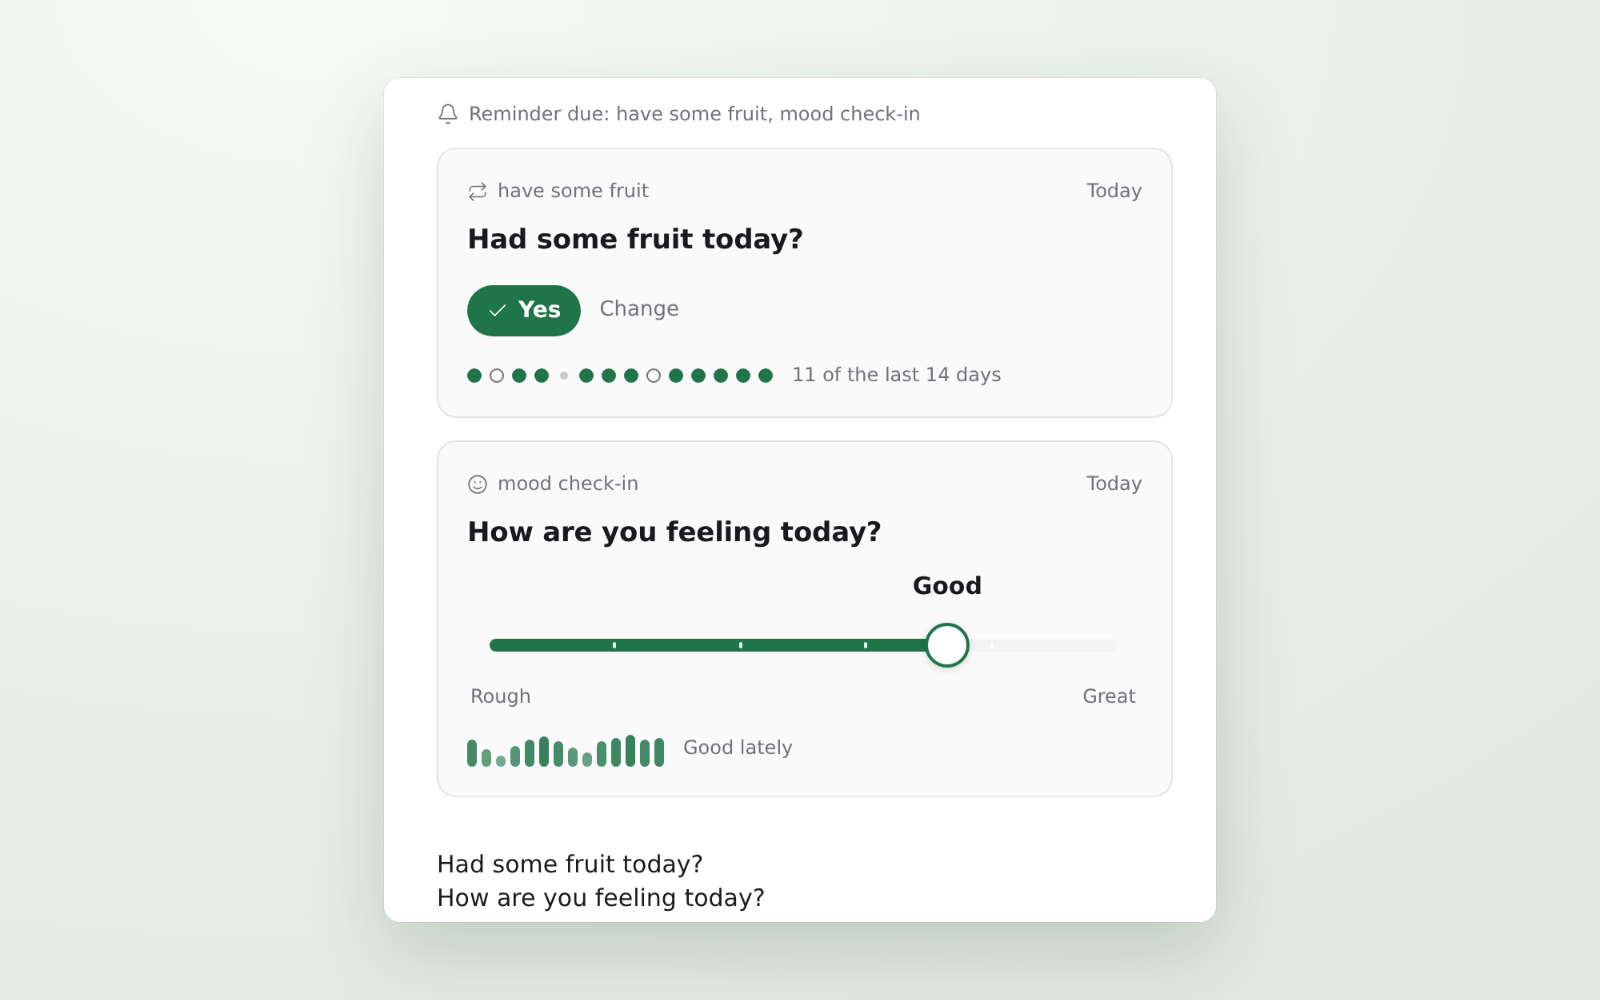 Reminder due: have some fruit, mood check-in
have some fruit
Today
Had some fruit today?
Yes
Change
11 of the last 14 days
mood check-in
Today
How are you feeling today?
Good
Rough
Great
Good lately
Had some fruit today?
How are you feeling today?